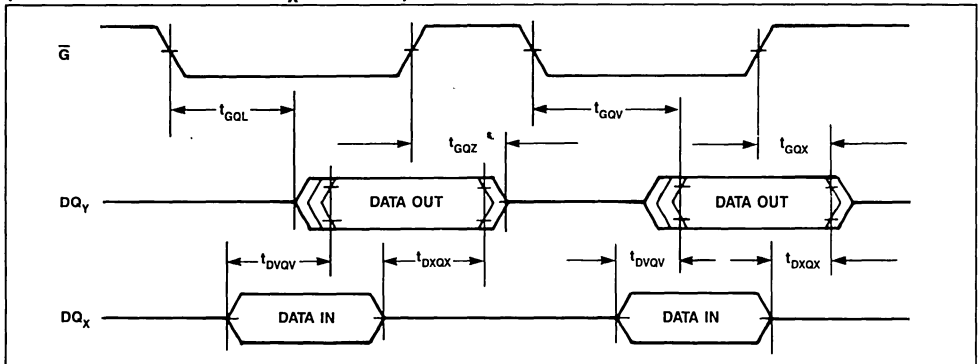 X
G̅
tGQL
tGQV
tGQZ
tGQX
DQY
DATA OUT
DATA OUT
tDVQV
tDXQX
tDVQV
tDXQX
DQX
DATA IN
DATA IN